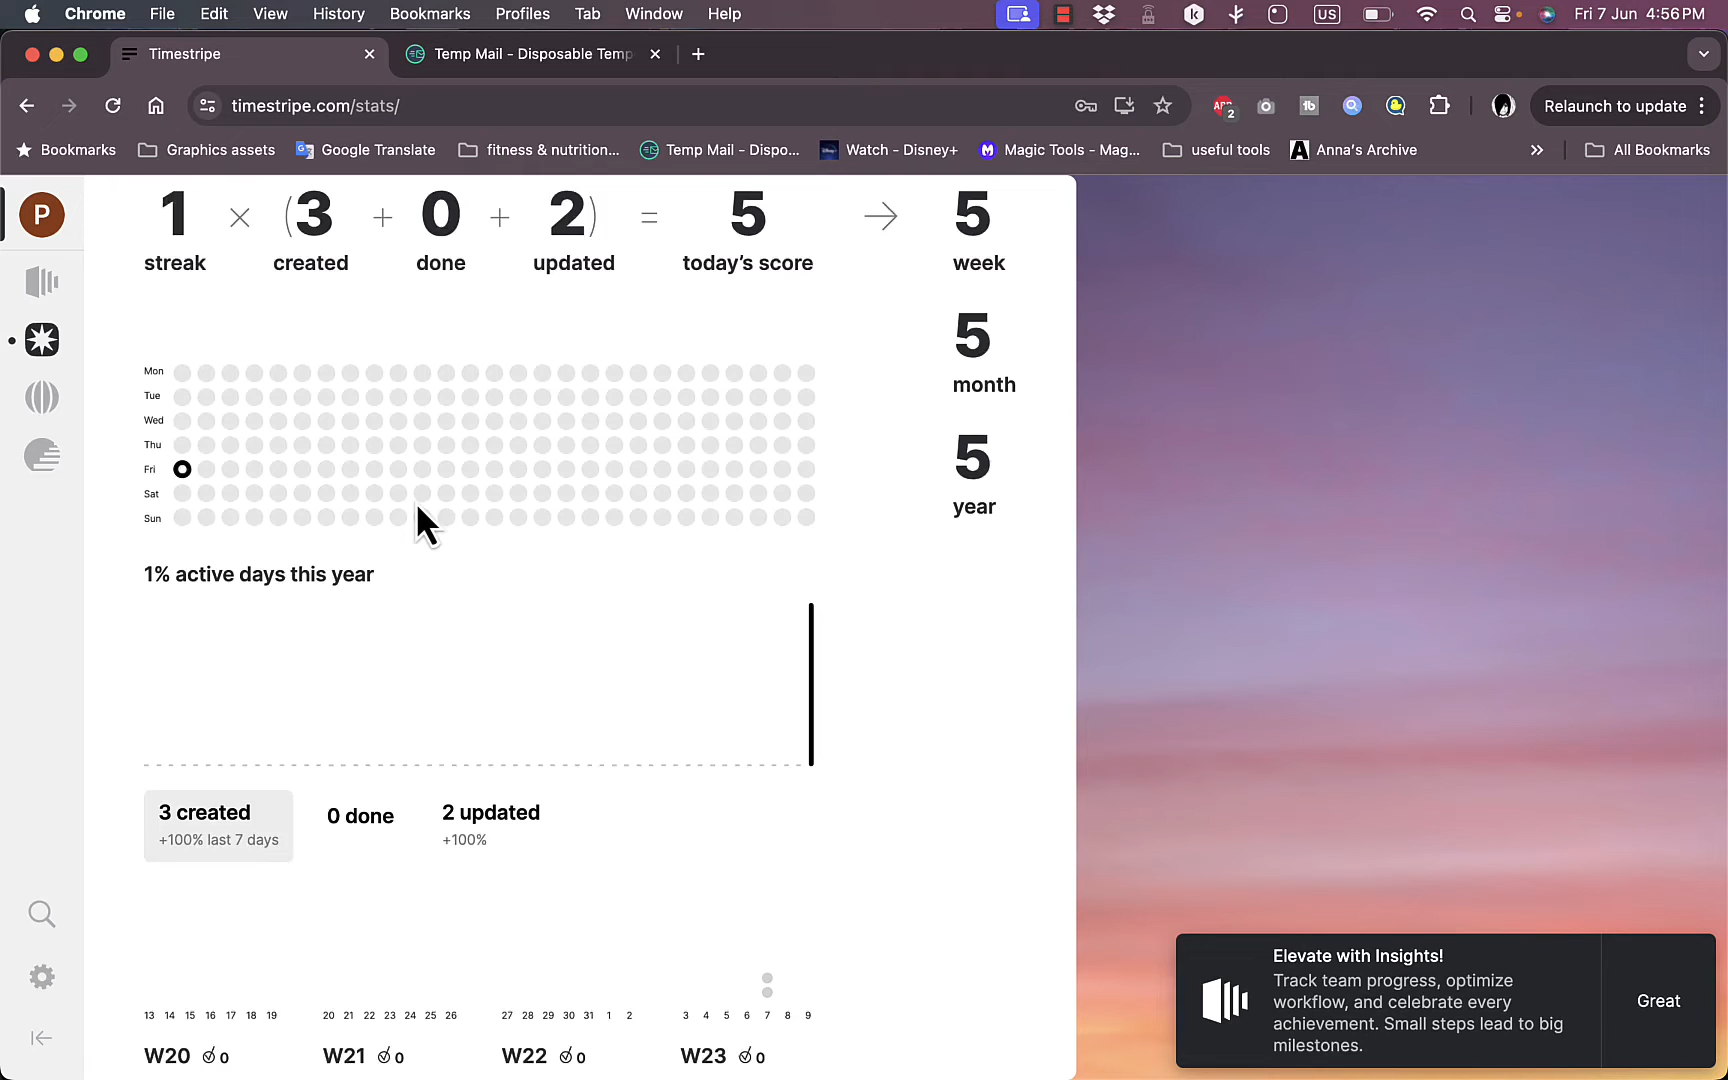 Chrome File Edit View History Bookmarks Profiles Tab Window Help US Fri 7 Jun 4:56 PM
Timestripe Temp Mail - Disposable Temp
timestripe.com/stats/ ABP 2 tb Relaunch to update
Bookmarks Graphics assets Google Translate fitness & nutrition... Temp Mail - Dispo... Watch - Disney+ Magic Tools - Mag... useful tools Anna's Archive All Bookmarks
P
1 × (3 + 0 + 2) = 5 → 5
streak created done updated today's score week
5
month
5
year
Mon
Tue
Wed
Thu
Fri
Sat
Sun
1% active days this year
3 created 0 done 2 updated
+100% last 7 days +100%
13 14 15 16 17 18 19 20 21 22 23 24 25 26 27 28 29 30 31 1 2 3 4 5 6 7 8 9
W20 0 W21 0 W22 0 W23 0
Elevate with Insights!
Track team progress, optimize
workflow, and celebrate every
achievement. Small steps lead to big
milestones.
Great